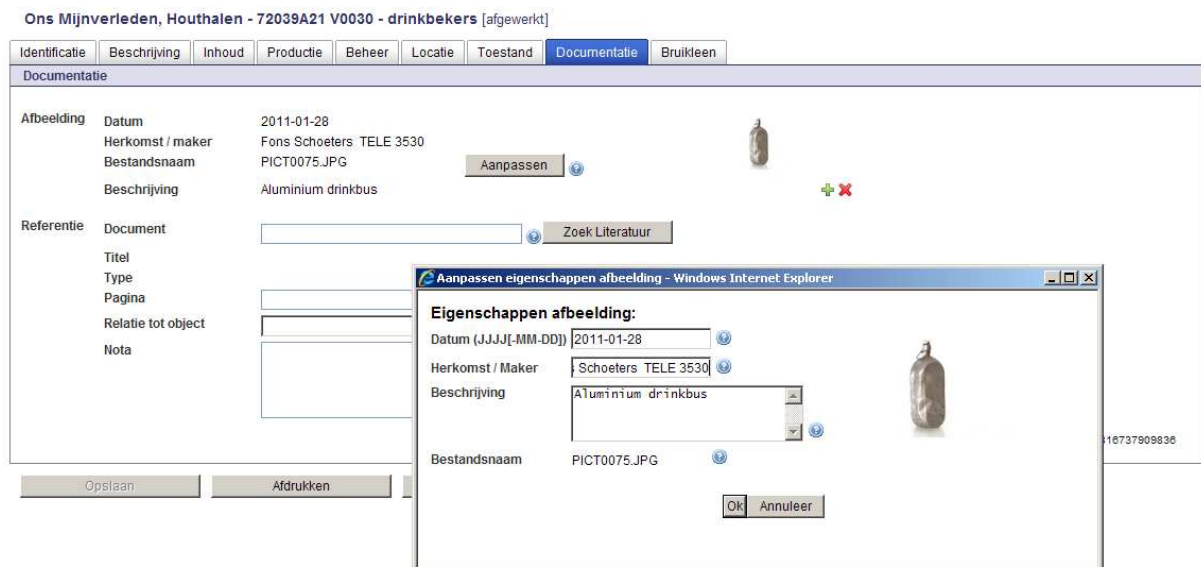 Ons Mijnverleden, Houthalen - 72039A21 V0030 - drinkbekers [afgewerkt]
Identificatie Beschrijving Inhoud Productie Beheer Locatie Toestand Documentatie Bruikleen
Documentatie
Afbeelding Datum 2011-01-28
Herkomst / maker Fons Schoeters TELE 3530
Bestandsnaam PICT0075.JPG Aanpassen
Beschrijving Aluminium drinkbus
Referentie Document Zoek Literatuur
Titel
Type
Pagina
Relatie tot object
Nota
Opslaan Afdrukken
Aanpassen eigenschappen afbeelding - Windows Internet Explorer
Eigenschappen afbeelding:
Datum (JJJJ[-MM-DD]) 2011-01-28
Herkomst / Maker Schoeters TELE 3530
Beschrijving Aluminium drinkbus
Bestandsnaam PICT0075.JPG
Ok Annuleer
16737909836